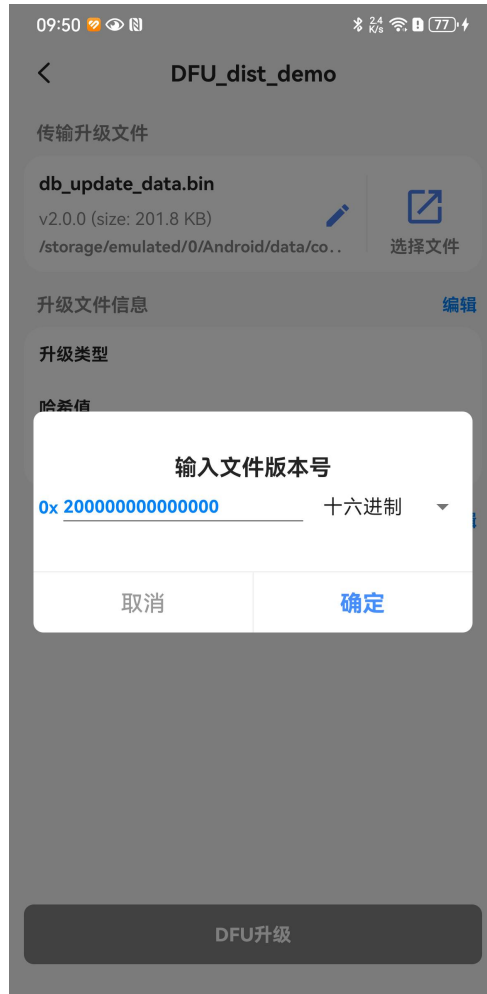 09:50
2.4 K/s
77
DFU_dist_demo
传输升级文件
db_update_data.bin
v2.0.0 (size: 201.8 KB)
/storage/emulated/0/Android/data/co..
选择文件
升级文件信息
编辑
升级类型
哈希值
输入文件版本号
0x 200000000000000
十六进制
取消
确定
DFU升级